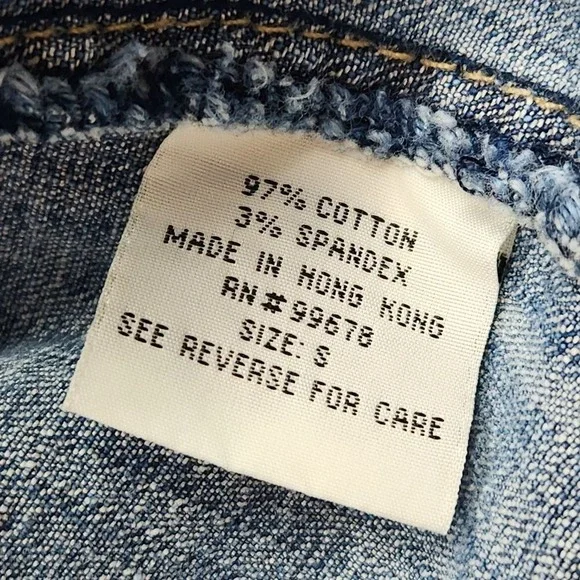 97% COTTON
3% SPANDEX
MADE IN HONG KONG
RN#99678
SIZE: S
SEE REVERSE FOR CARE